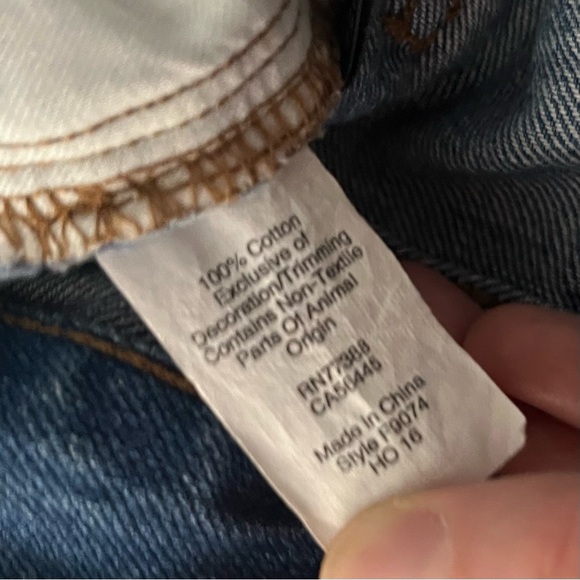 100% Cotton
Exclusive of
Decoration/Trimming
Contains Non-Textile
Parts Of Animal
Origin
RN77388
CA50445
Made in China
Style F9074
HO 16